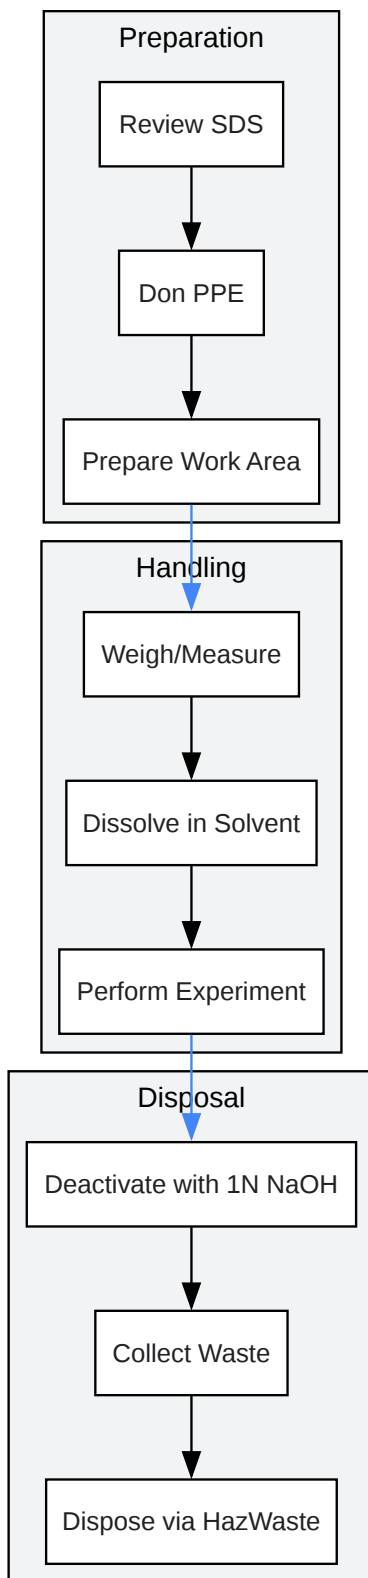 Preparation
Review SDS
Don PPE
Prepare Work Area
Handling
Weigh/Measure
Dissolve in Solvent
Perform Experiment
Disposal
Deactivate with 1N NaOH
Collect Waste
Dispose via HazWaste